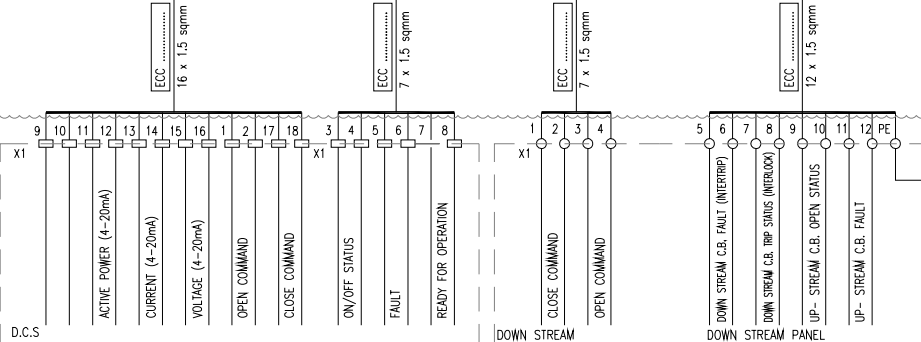 ECC ..............
16 x 1.5 sqmm
ECC ..............
7 x 1.5 sqmm
ECC ..............
7 x 1.5 sqmm
ECC ..............
12 x 1.5 sqmm
9 10 11 12 13 14 15 16 1 2 17 18
3 4 5 6 7 8
1 2 3 4
5 6 7 8 9 10 11 12 PE
X1
X1
X1
ACTIVE POWER (4-20mA)
CURRENT (4-20mA)
VOLTAGE (4-20mA)
OPEN COMMAND
CLOSE COMMAND
ON/OFF STATUS
FAULT
READY FOR OPERATION
CLOSE COMMAND
OPEN COMMAND
DOWN STREAM C.B. FAULT (INTERTRIP)
DOWN STREAM C.B. TRIP STATUS (INTERLOCK)
UP- STREAM C.B. OPEN STATUS
UP- STREAM C.B. FAULT
D.C.S
DOWN STREAM
DOWN STREAM PANEL